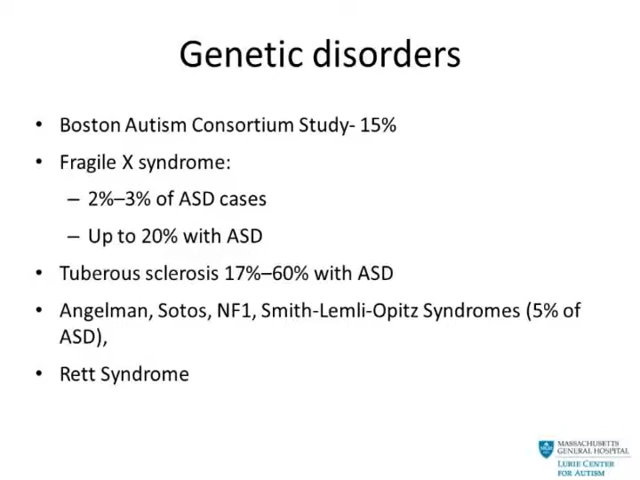 Genetic disorders
• Boston Autism Consortium Study- 15%
• Fragile X syndrome:
– 2%–3% of ASD cases
– Up to 20% with ASD
• Tuberous sclerosis 17%–60% with ASD
• Angelman, Sotos, NF1, Smith-Lemli-Opitz Syndromes (5% of
ASD),
• Rett Syndrome
MASSACHUSETTS
GENERAL HOSPITAL
LURIE CENTER
FOR AUTISM